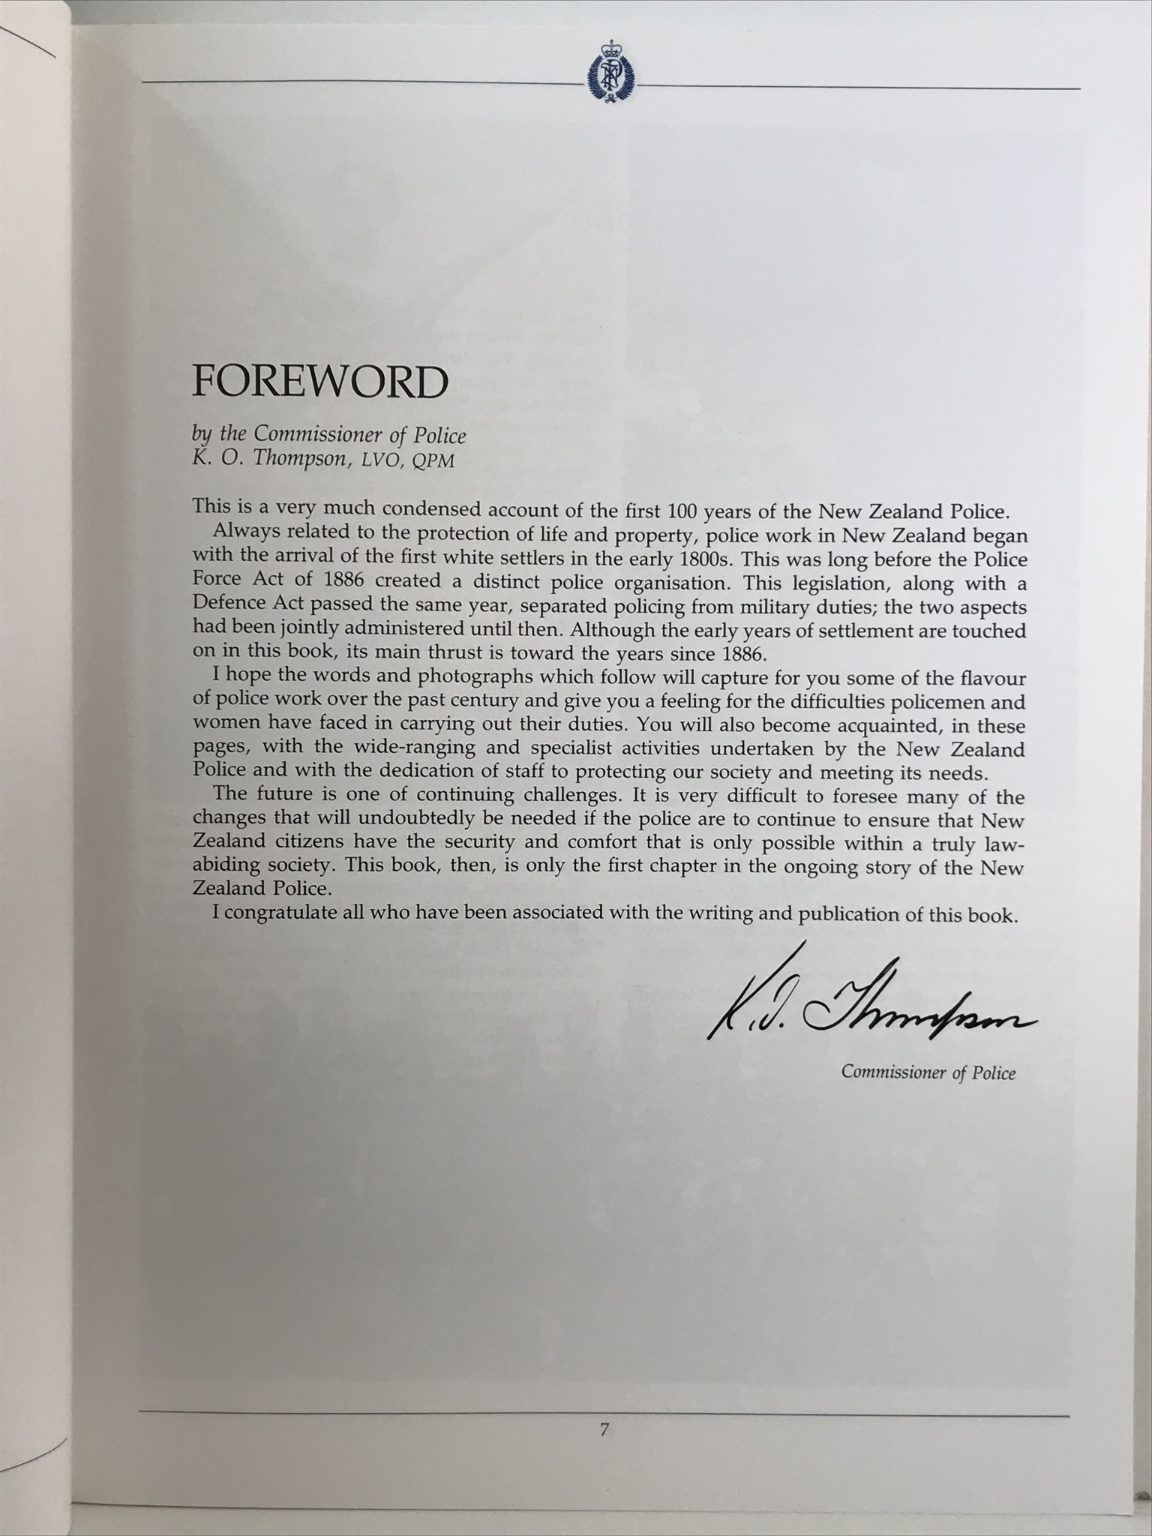 FOREWORD
by the Commissioner of Police
K. O. Thompson, LVO, QPM
This is a very much condensed account of the first 100 years of the New Zealand Police.
Always related to the protection of life and property, police work in New Zealand began
with the arrival of the first white settlers in the early 1800s. This was long before the Police
Force Act of 1886 created a distinct police organisation. This legislation, along with a
Defence Act passed the same year, separated policing from military duties; the two aspects
had been jointly administered until then. Although the early years of settlement are touched
on in this book, its main thrust is toward the years since 1886.
I hope the words and photographs which follow will capture for you some of the flavour
of police work over the past century and give you a feeling for the difficulties policemen and
women have faced in carrying out their duties. You will also become acquainted, in these
pages, with the wide-ranging and specialist activities undertaken by the New Zealand
Police and with the dedication of staff to protecting our society and meeting its needs.
The future is one of continuing challenges. It is very difficult to foresee many of the
changes that will undoubtedly be needed if the police are to continue to ensure that New
Zealand citizens have the security and comfort that is only possible within a truly law-
abiding society. This book, then, is only the first chapter in the ongoing story of the New
Zealand Police.
I congratulate all who have been associated with the writing and publication of this book.
K. O. Thompson
Commissioner of Police
7